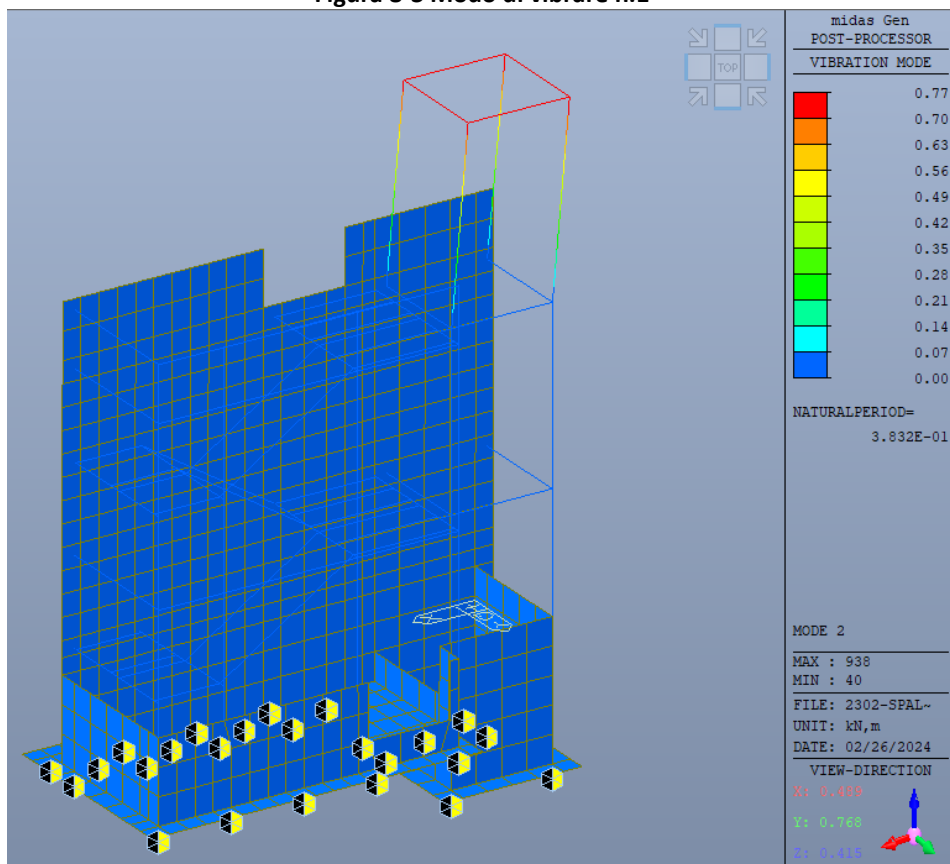 midas Gen
POST-PROCESSOR
VIBRATION MODE
0.77
0.70
0.63
0.56
0.49
0.42
0.35
0.28
0.21
0.14
0.07
0.00
NATURALPERIOD=
3.832E-01
MODE 2
MAX : 938
MIN : 40
FILE: 2302-SPAL~
UNIT: kN,m
DATE: 02/26/2024
VIEW-DIRECTION
X: 0.489
Y: 0.768
Z: 0.415
TOP